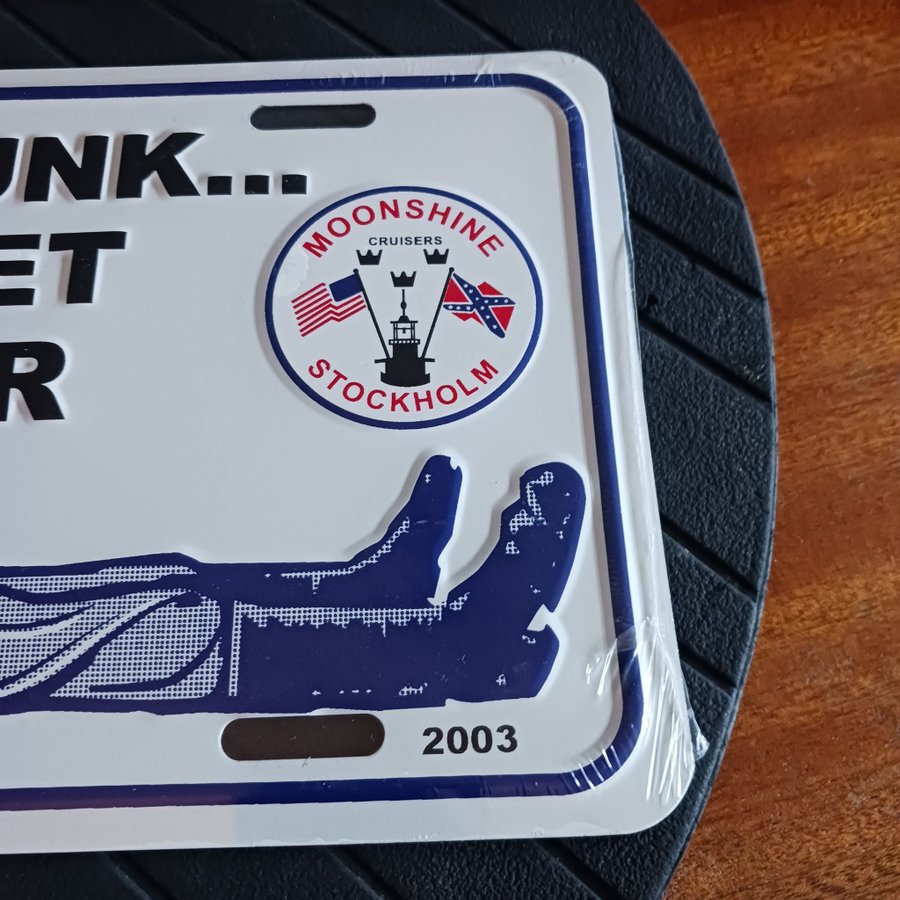 UNK...
ET
R
MOONSHINE
CRUISERS
STOCKHOLM
2003